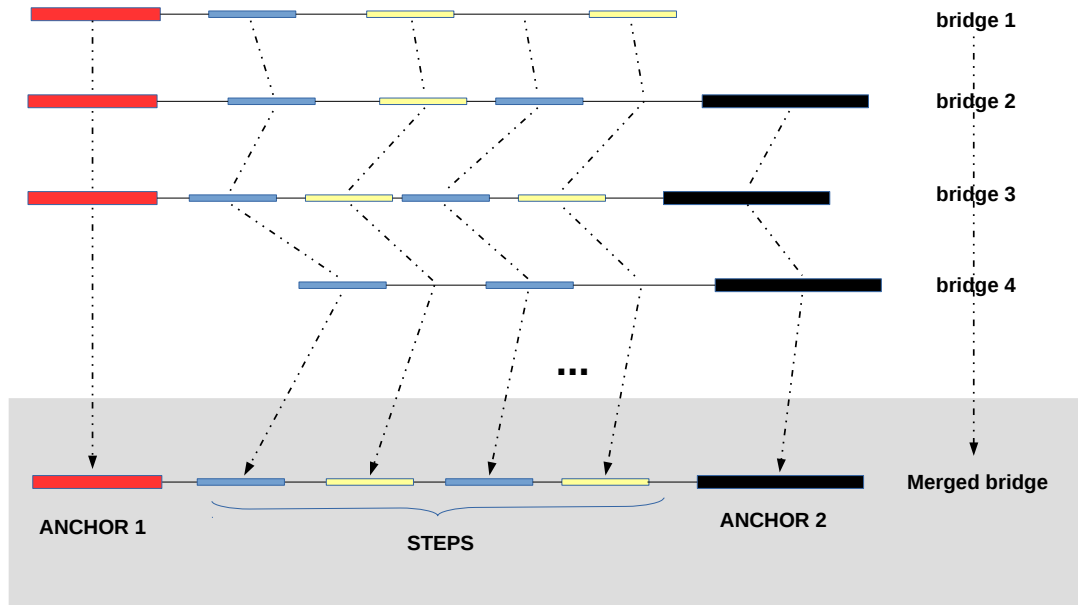 bridge 1
bridge 2
bridge 3
bridge 4
...
Merged bridge
ANCHOR 1
STEPS
ANCHOR 2